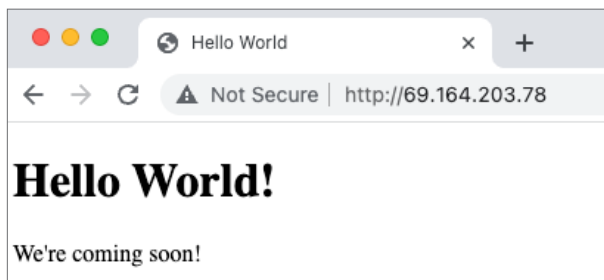 Hello World
Not Secure http://69.164.203.78
Hello World!
We're coming soon!